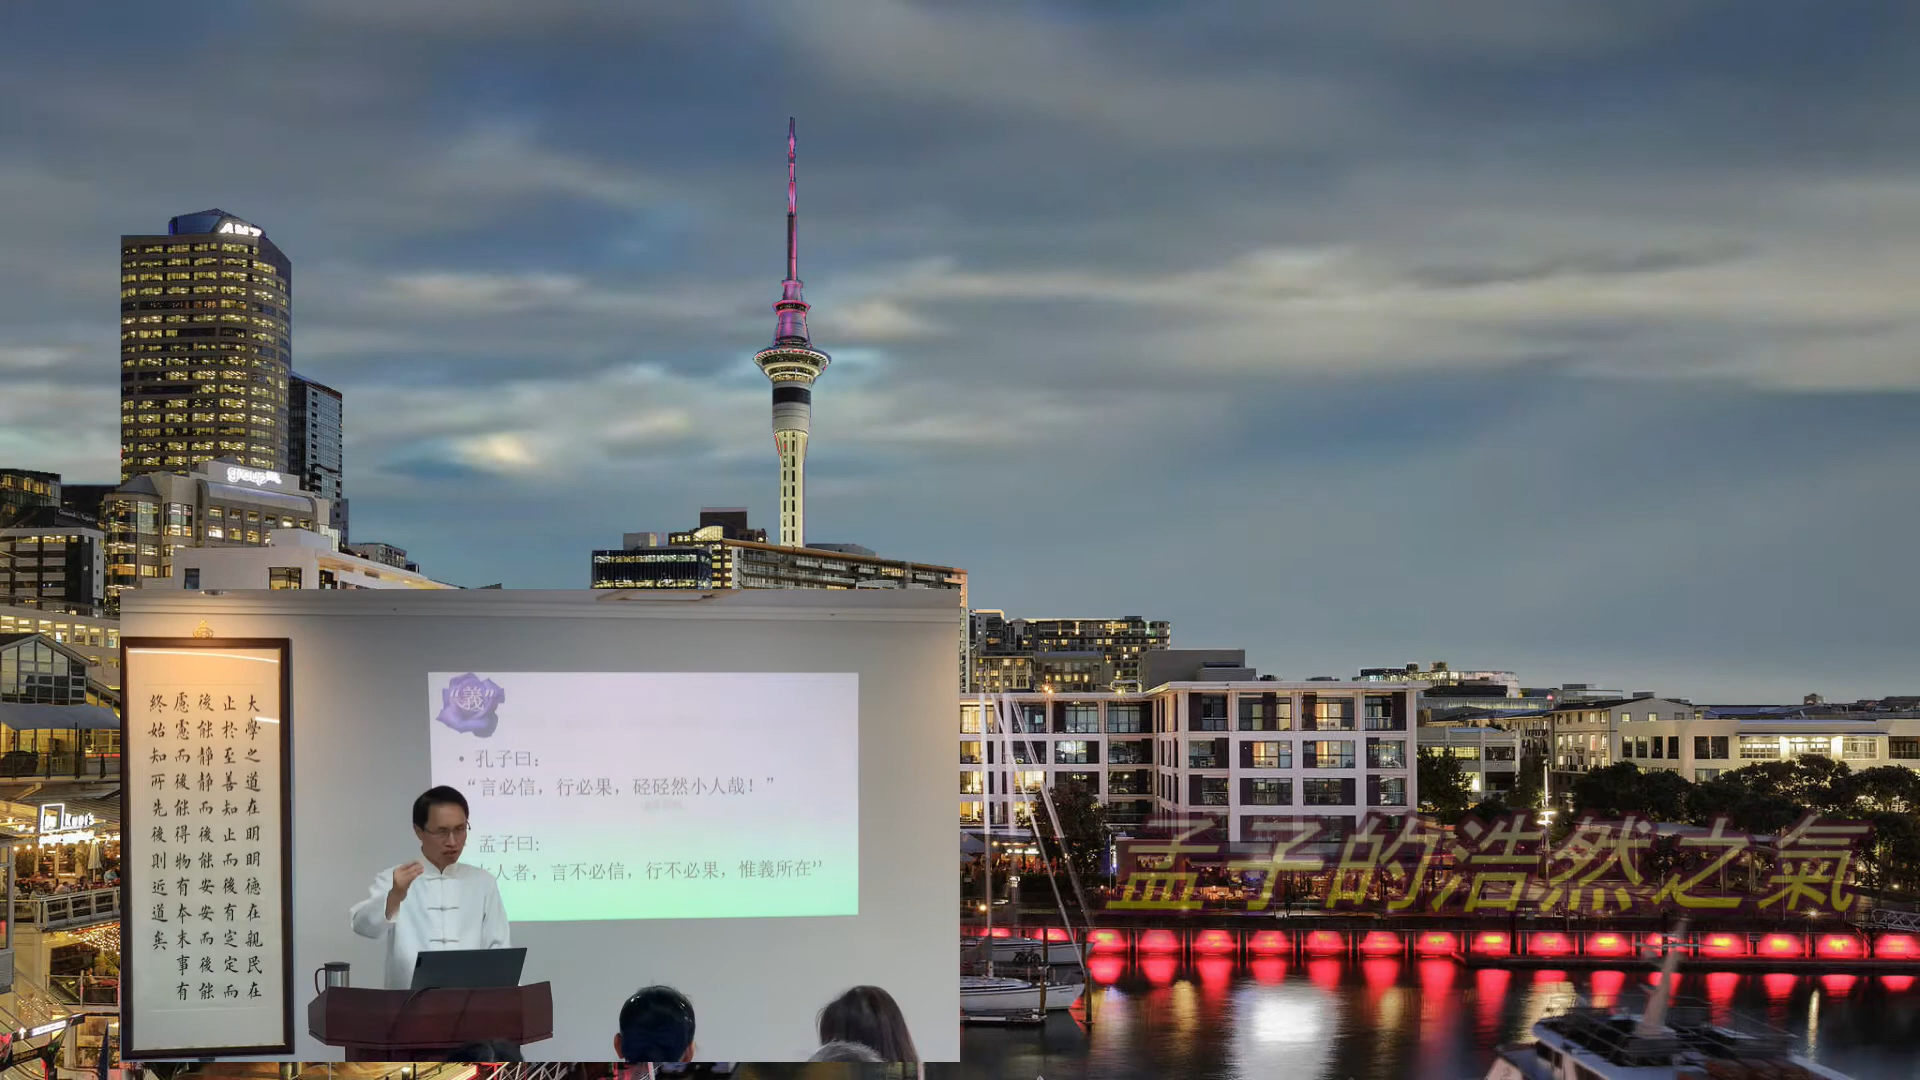 ANZ
group
大學之道在明明德在親民在
止於至善知止而後有定定而
後能靜靜而後能安安而後能
慮慮而後能得物有本末事有
終始知所先後則近道矣
“義”
• 孔子曰：
“言必信，行必果，硜硜然小人哉！”
孟子曰：
人者，言不必信，行不必果，惟義所在”
孟子的浩然之氣